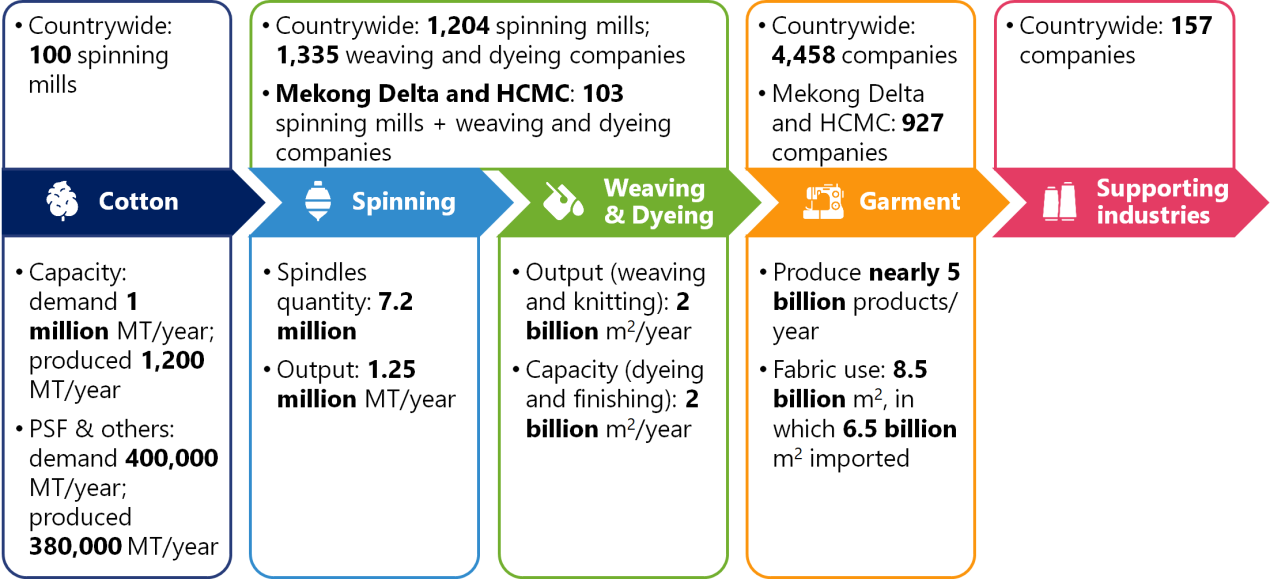 • Countrywide:
100 spinning
mills
• Countrywide: 1,204 spinning mills;
1,335 weaving and dyeing companies
• Mekong Delta and HCMC: 103
spinning mills + weaving and dyeing
companies
• Countrywide:
4,458 companies
• Mekong Delta
and HCMC: 927
companies
• Countrywide: 157
companies
Cotton
Spinning
Weaving
& Dyeing
Garment
Supporting
industries
• Capacity:
demand 1
million MT/year;
produced 1,200
MT/year
• PSF & others:
demand 400,000
MT/year;
produced
380,000 MT/year
• Spindles
quantity: 7.2
million
• Output: 1.25
million MT/year
• Output (weaving
and knitting): 2
billion m²/year
• Capacity (dyeing
and finishing): 2
billion m²/year
• Produce nearly 5
billion products/
year
• Fabric use: 8.5
billion m², in
which 6.5 billion
m² imported